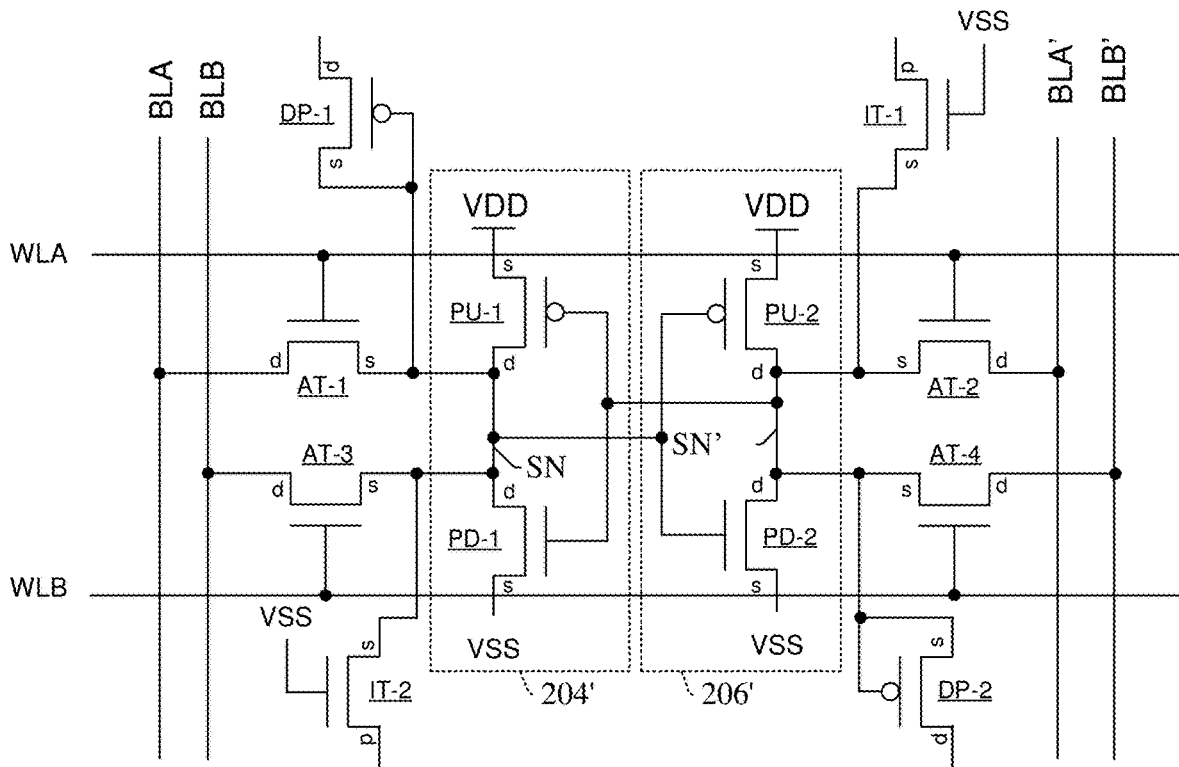 VSS
BLA
BLB
BLA'
BLB'
d
DP-1
s
d
IT-1
s
VDD
VDD
WLA
s
PU-1
d
s
PU-2
d
d
s
AT-1
s
d
AT-2
AT-3
d
s
SN
SN'
AT-4
s
d
d
PD-1
s
d
PD-2
s
WLB
VSS
VSS
VSS
s
IT-2
d
204'
206'
s
DP-2
d